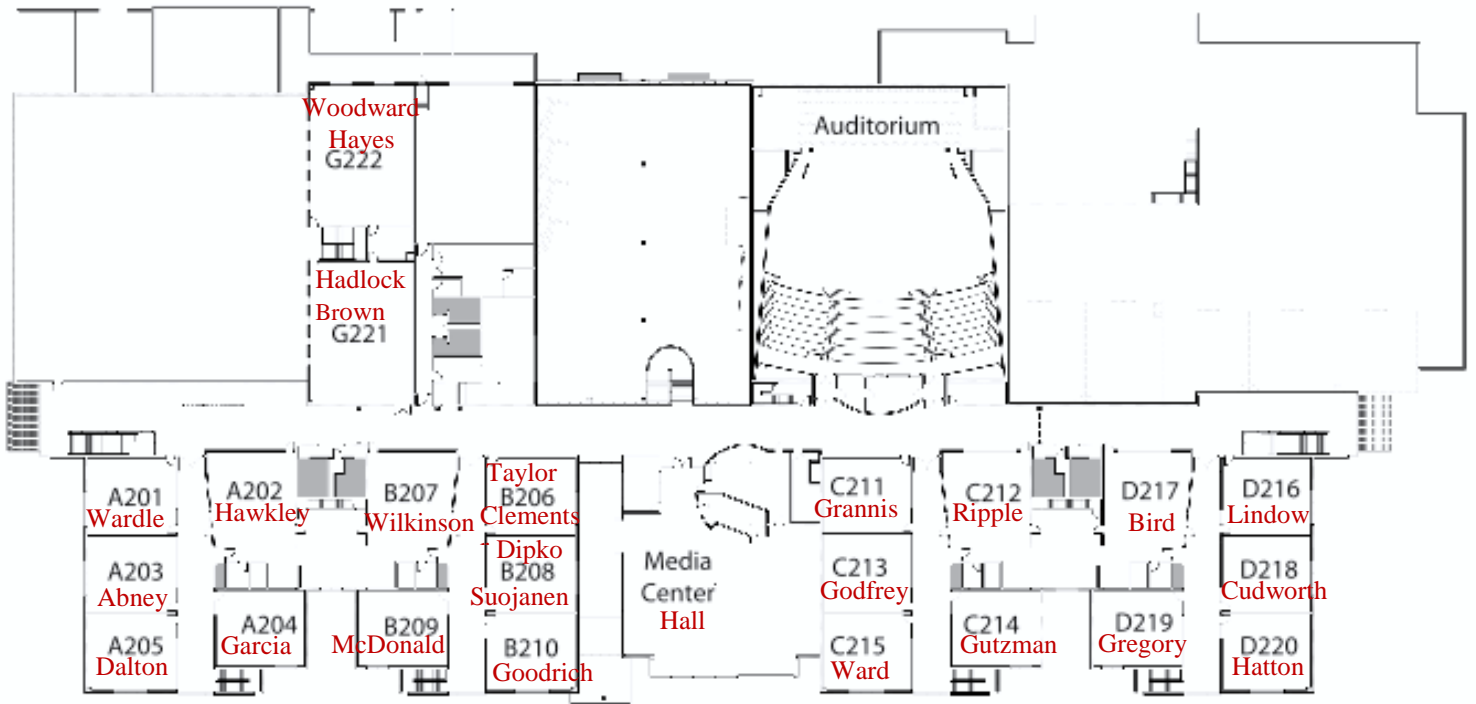 Woodward
Hayes
G222
Auditorium
Hadlock
Brown
G221
A201
Wardle
A202
Hawkley
B207
Wilkinson
Taylor
B206
Clements
C211
Grannis
C212
Ripple
D217
Bird
D216
Lindow
A203
Abney
- Dipko
B208
Suojanen
Media
Center
Hall
C213
Godfrey
D218
Cudworth
A205
Dalton
A204
Garcia
B209
McDonald
B210
Goodrich
C215
Ward
C214
Gutzman
D219
Gregory
D220
Hatton